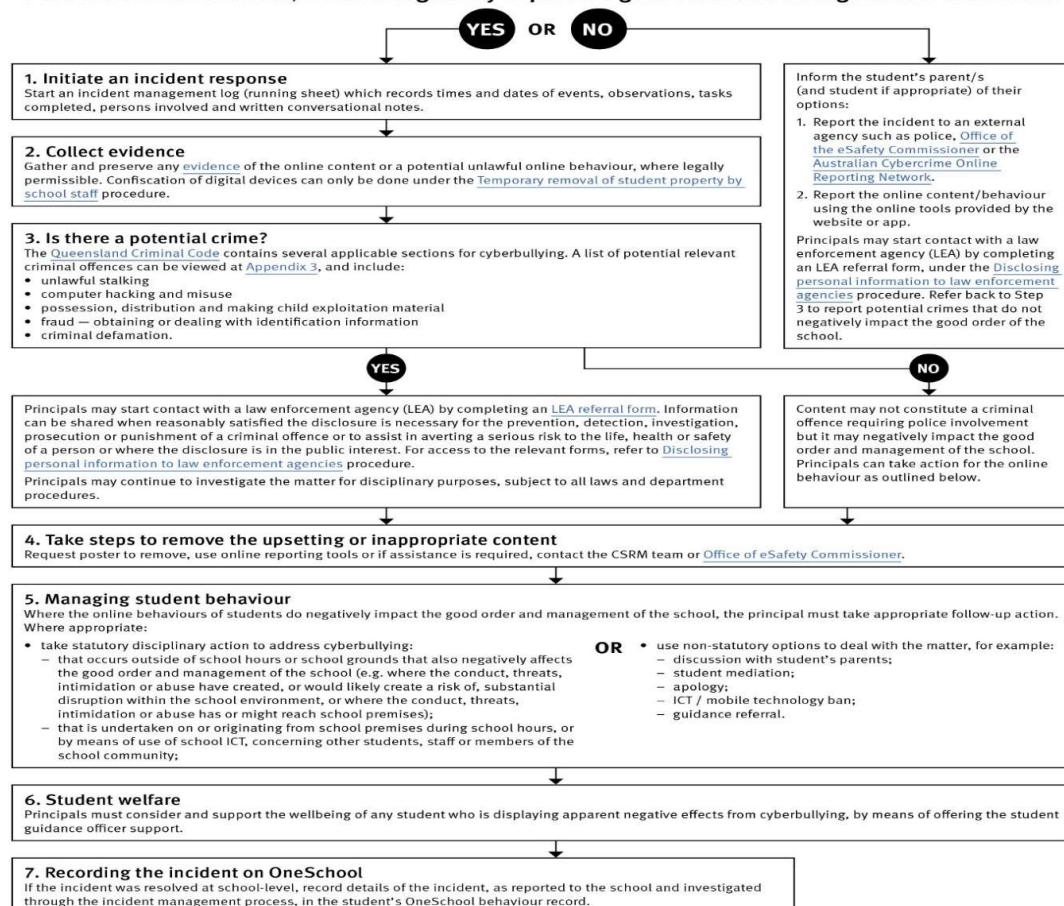 YES OR NO
1. Initiate an incident response
Start an incident management log (running sheet) which records times and dates of events, observations, tasks
completed, persons involved and written conversational notes.
2. Collect evidence
Gather and preserve any evidence of the online content or a potential unlawful online behaviour, where legally
permissible. Confiscation of digital devices can only be done under the Temporary removal of student property by
school staff procedure.
3. Is there a potential crime?
The Queensland Criminal Code contains several applicable sections for cyberbullying. A list of potential relevant
criminal offences can be viewed at Appendix 3, and include:
• unlawful stalking
• computer hacking and misuse
• possession, distribution and making child exploitation material
• fraud — obtaining or dealing with identification information
• criminal defamation.
Inform the student's parent/s
(and student if appropriate) of their
options:
1. Report the incident to an external
agency such as police, Office of
the eSafety Commissioner or the
Australian Cybercrime Online
Reporting Network.
2. Report the online content/behaviour
using the online tools provided by the
website or app.
Principals may start contact with a law
enforcement agency (LEA) by completing
an LEA referral form, under the Disclosing
personal information to law enforcement
agencies procedure. Refer back to Step
3 to report potential crimes that do not
negatively impact the good order of the
school.
YES
NO
Principals may start contact with a law enforcement agency (LEA) by completing an LEA referral form. Information
can be shared when reasonably satisfied the disclosure is necessary for the prevention, detection, investigation,
prosecution or punishment of a criminal offence or to assist in averting a serious risk to the life, health or safety
of a person or where the disclosure is in the public interest. For access to the relevant forms, refer to Disclosing
personal information to law enforcement agencies procedure.
Principals may continue to investigate the matter for disciplinary purposes, subject to all laws and department
procedures.
Content may not constitute a criminal
offence requiring police involvement
but it may negatively impact the good
order and management of the school.
Principals can take action for the online
behaviour as outlined below.
4. Take steps to remove the upsetting or inappropriate content
Request poster to remove, use online reporting tools or if assistance is required, contact the CSRM team or Office of eSafety Commissioner.
5. Managing student behaviour
Where the online behaviours of students do negatively impact the good order and management of the school, the principal must take appropriate follow-up action.
Where appropriate:
• take statutory disciplinary action to address cyberbullying:
– that occurs outside of school hours or school grounds that also negatively affects
the good order and management of the school (e.g. where the conduct, threats,
intimidation or abuse have created, or would likely create a risk of, substantial
disruption within the school environment, or where the conduct, threats,
intimidation or abuse has or might reach school premises);
– that is undertaken on or originating from school premises during school hours, or
by means of use of school ICT, concerning other students, staff or members of the
school community;
OR
• use non-statutory options to deal with the matter, for example:
– discussion with student's parents;
– student mediation;
– apology;
– ICT / mobile technology ban;
– guidance referral.
6. Student welfare
Principals must consider and support the wellbeing of any student who is displaying apparent negative effects from cyberbullying, by means of offering the student
guidance officer support.
7. Recording the incident on OneSchool
If the incident was resolved at school-level, record details of the incident, as reported to the school and investigated
through the incident management process, in the student's OneSchool behaviour record.